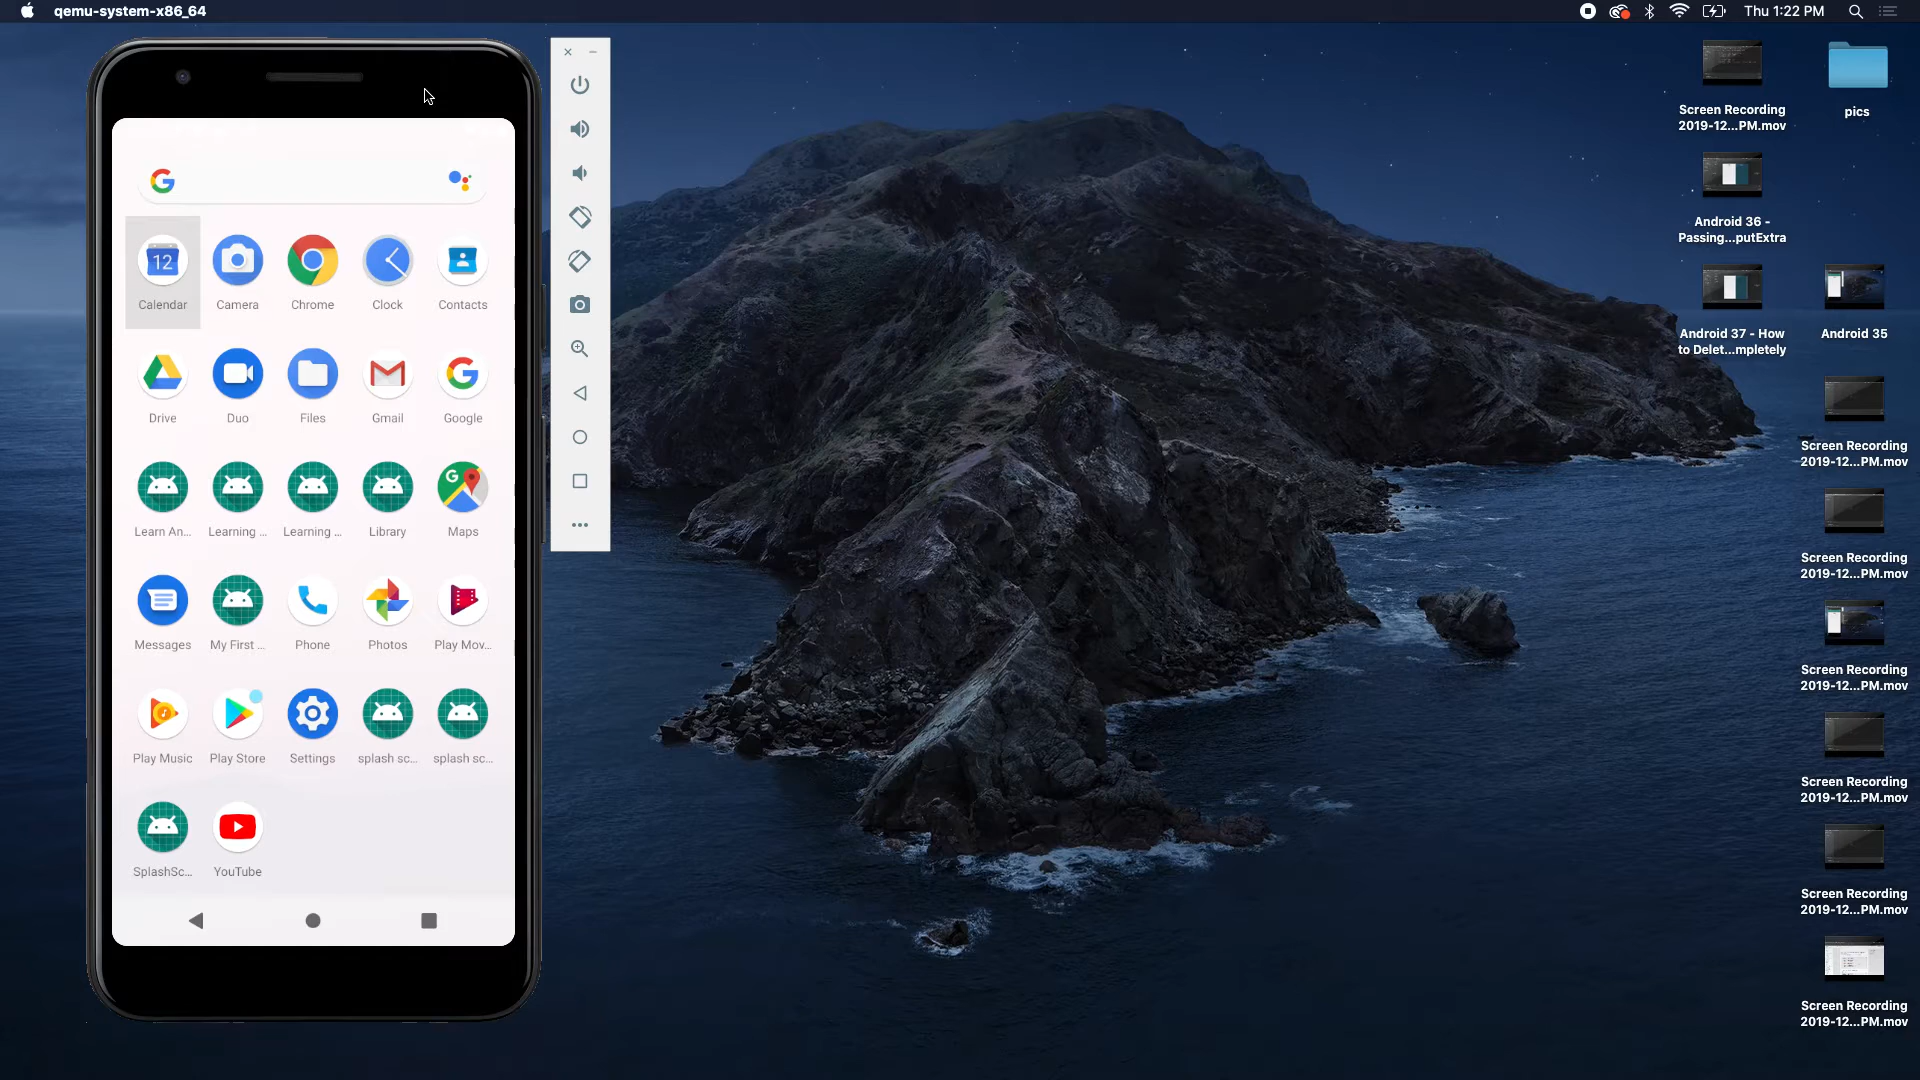 qemu-system-x86_64
Thu 1:22 PM
12
Calendar
Camera
Chrome
Clock
Contacts
Drive
Duo
Files
Gmail
Google
Learn An...
Learning ...
Learning ...
Library
Maps
Messages
My First ...
Phone
Photos
Play Mov...
Play Music
Play Store
Settings
splash sc...
splash sc...
SplashSc...
YouTube
Screen Recording
2019-12...PM.mov
pics
Android 36 -
Passing...putExtra
Android 37 - How
to Delet...mpletely
Android 35
Screen Recording
2019-12...PM.mov
Screen Recording
2019-12...PM.mov
Screen Recording
2019-12...PM.mov
Screen Recording
2019-12...PM.mov
Screen Recording
2019-12...PM.mov
Screen Recording
2019-12...PM.mov